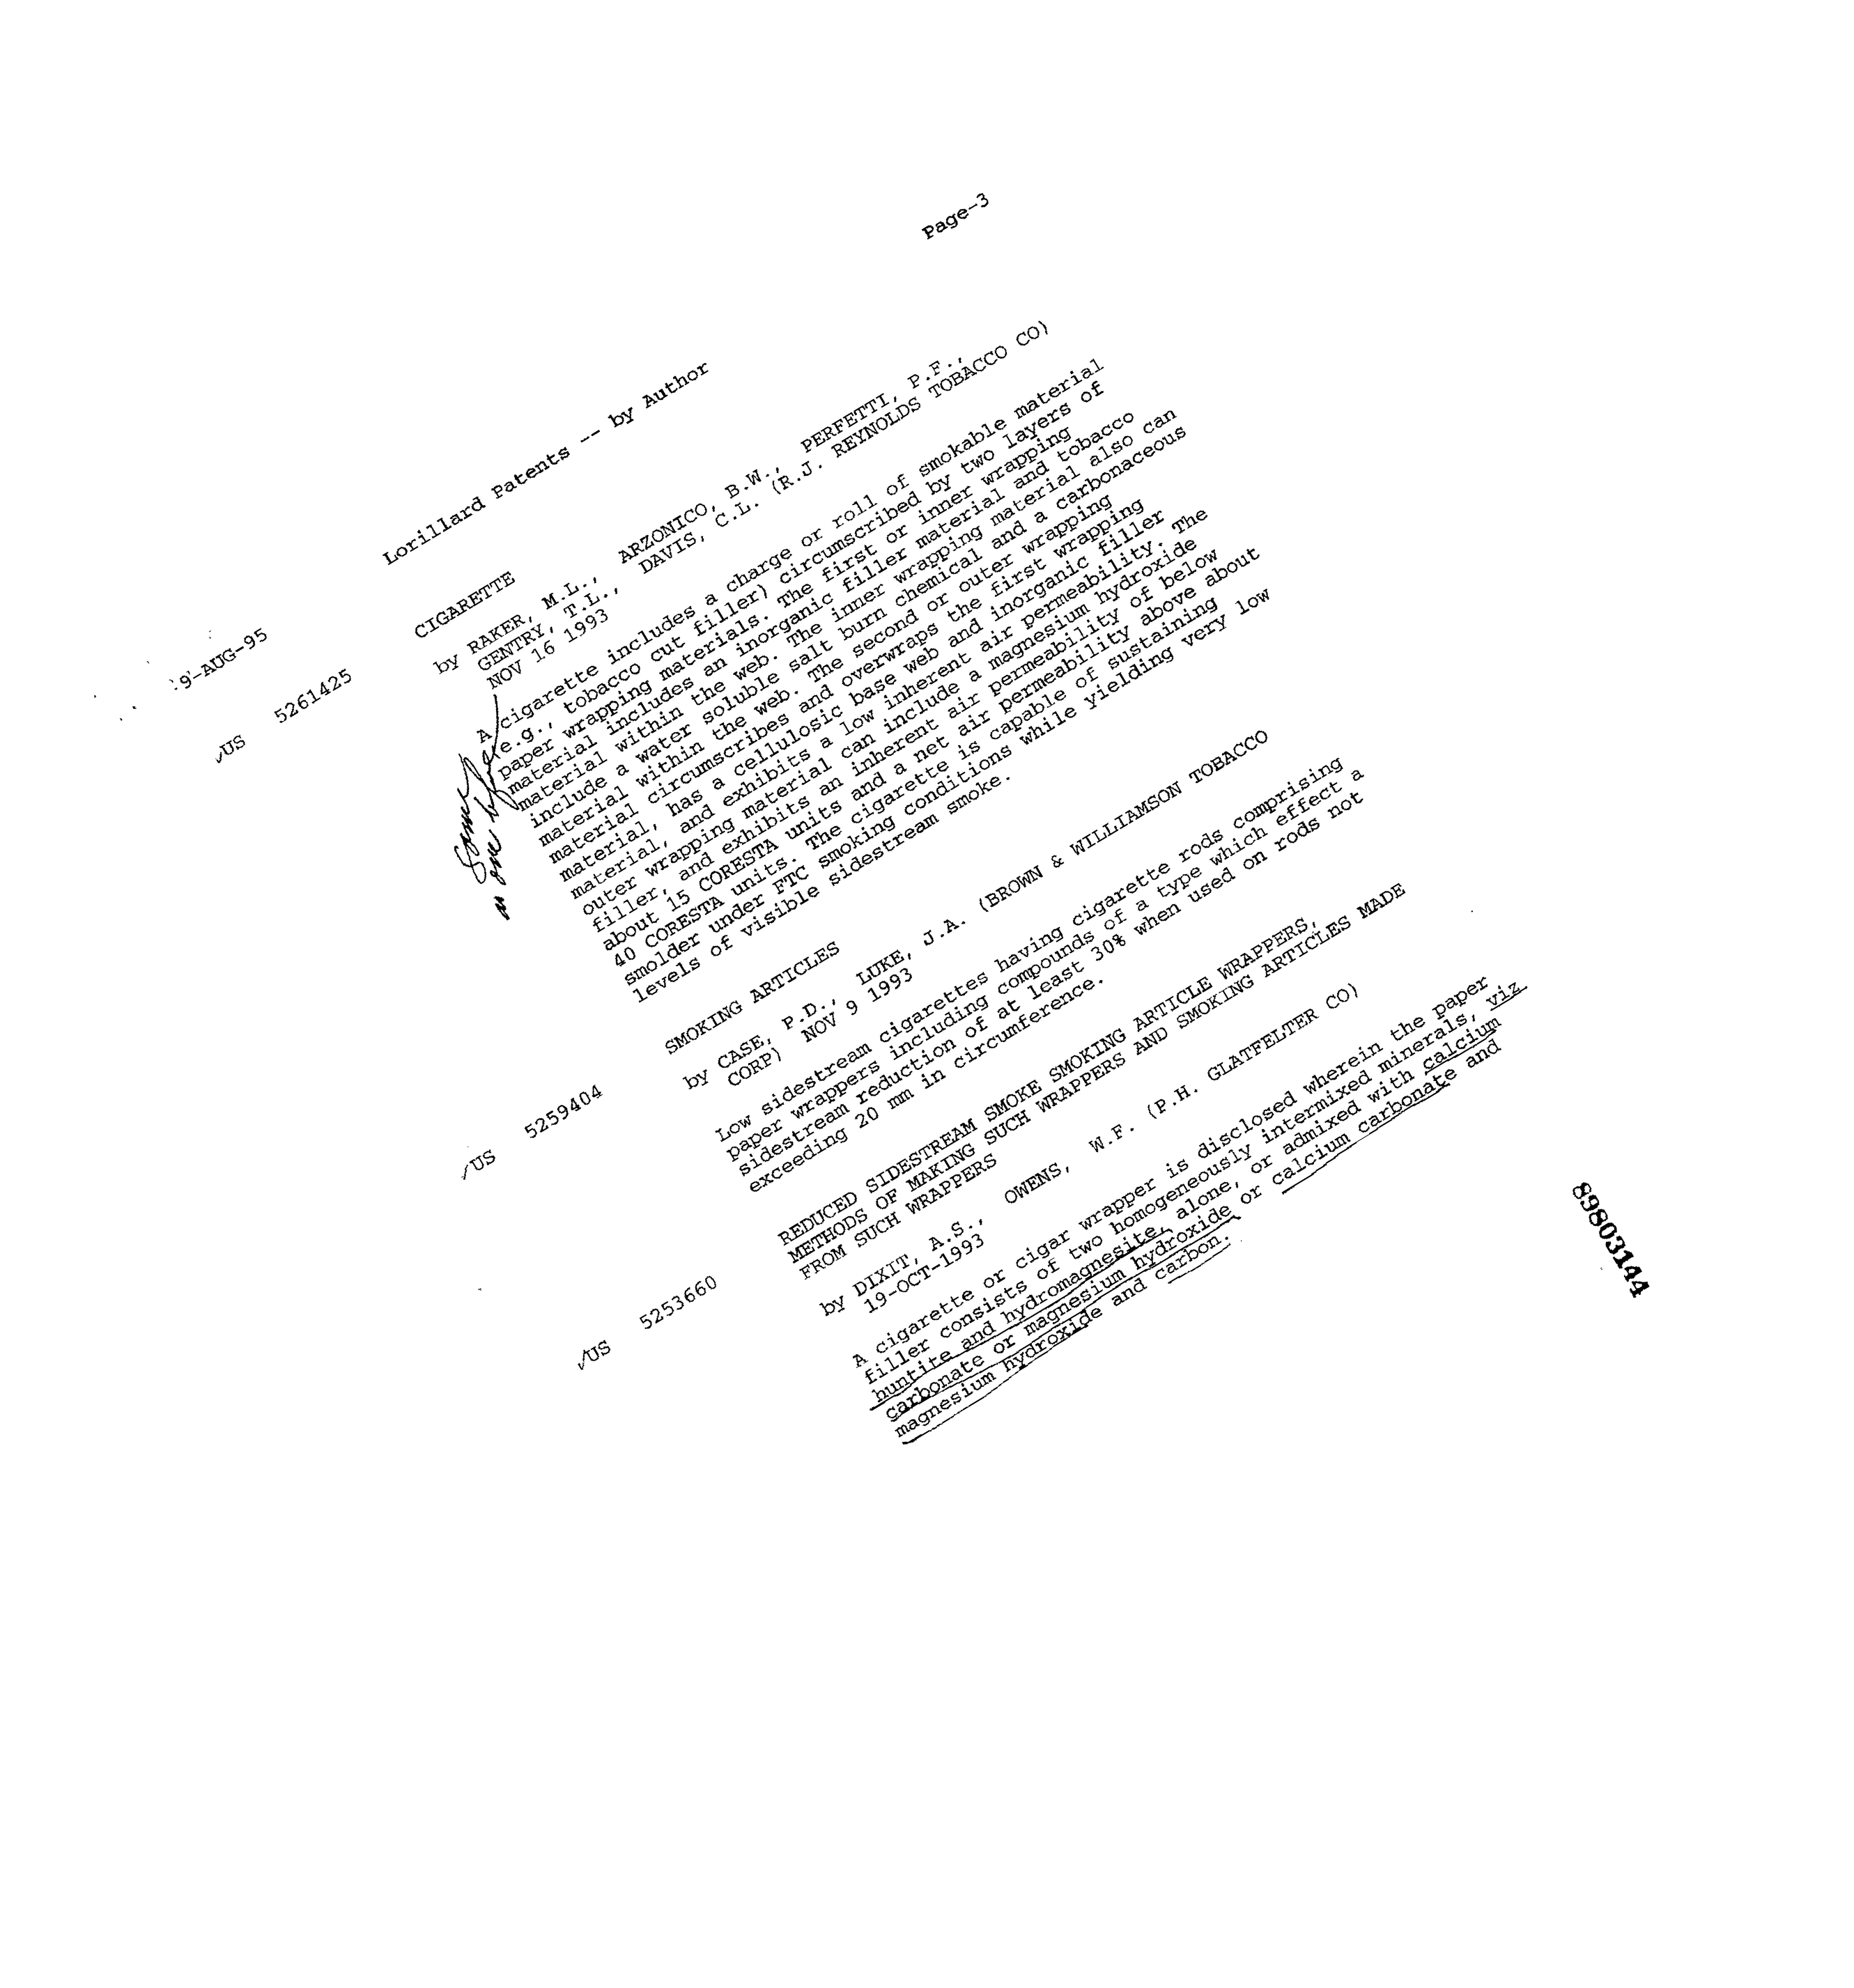 Page-3
Lorillard Patents -- by Author
9-AUG-95
US 5261425
CIGARETTE
by RAKER, M.L., ARZONICO, B.W., PERFETTI, P.F.,
GENTRY, T.L., DAVIS, C.L. (R.J. REYNOLDS TOBACCO CO)
NOV 16 1993
A cigarette includes a charge or roll of smokable material
(e.g., tobacco cut filler) circumscribed by two layers of
paper wrapping materials. The first or inner wrapping
material includes an inorganic filler material and tobacco
material within the web. The inner wrapping material also can
include a water soluble salt burn chemical and a carbonaceous
material within the web. The second or outer wrapping
material circumscribes and overwraps the first wrapping
material, has a cellulosic base web and inorganic filler
material, and exhibits a low inherent air permeability. The
outer wrapping material can include a magnesium hydroxide
filler, and exhibits an inherent air permeability of below
about 15 CORESTA units and a net air permeability above about
40 CORESTA units. The cigarette is capable of sustaining
smolder under FTC smoking conditions while yielding very low
levels of visible sidestream smoke.
Same
US 5259404
SMOKING ARTICLES
by CASE, P.D., LUKE, J.A. (BROWN & WILLIAMSON TOBACCO
CORP) NOV 9 1993
Low sidestream cigarettes having cigarette rods comprising
paper wrappers including compounds of a type which effect a
sidestream reduction of at least 30% when used on rods not
exceeding 20 mm in circumference.
US 5253660
REDUCED SIDESTREAM SMOKE SMOKING ARTICLE WRAPPERS,
METHODS OF MAKING SUCH WRAPPERS AND SMOKING ARTICLES MADE
FROM SUCH WRAPPERS
by DIXIT, A.S., OWENS, W.F. (P.H. GLATFELTER CO)
19-OCT-1993
A cigarette or cigar wrapper is disclosed wherein the paper
filler consists of two homogeneously intermixed minerals, viz
huntite and hydromagnesite, alone, or admixed with calcium
carbonate or magnesium hydroxide or calcium carbonate and
magnesium hydroxide and carbon.
89803144